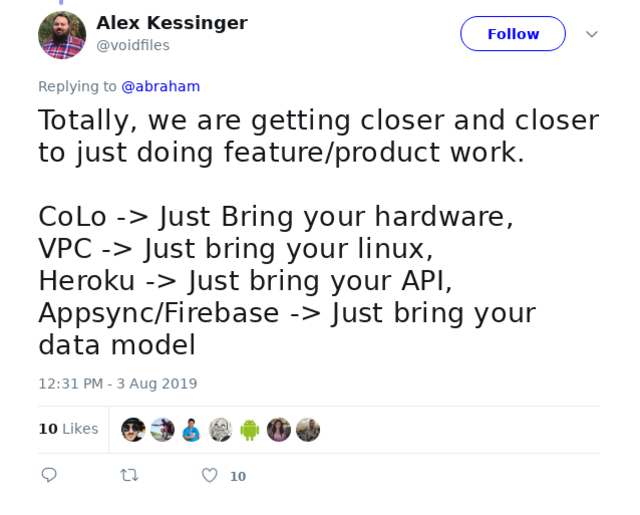 Alex Kessinger
@voidfiles
Follow
Replying to @abraham
Totally, we are getting closer and closer
to just doing feature/product work.
CoLo -> Just Bring your hardware,
VPC -> Just bring your linux,
Heroku -> Just bring your API,
Appsync/Firebase -> Just bring your
data model
12:31 PM - 3 Aug 2019
10 Likes
10